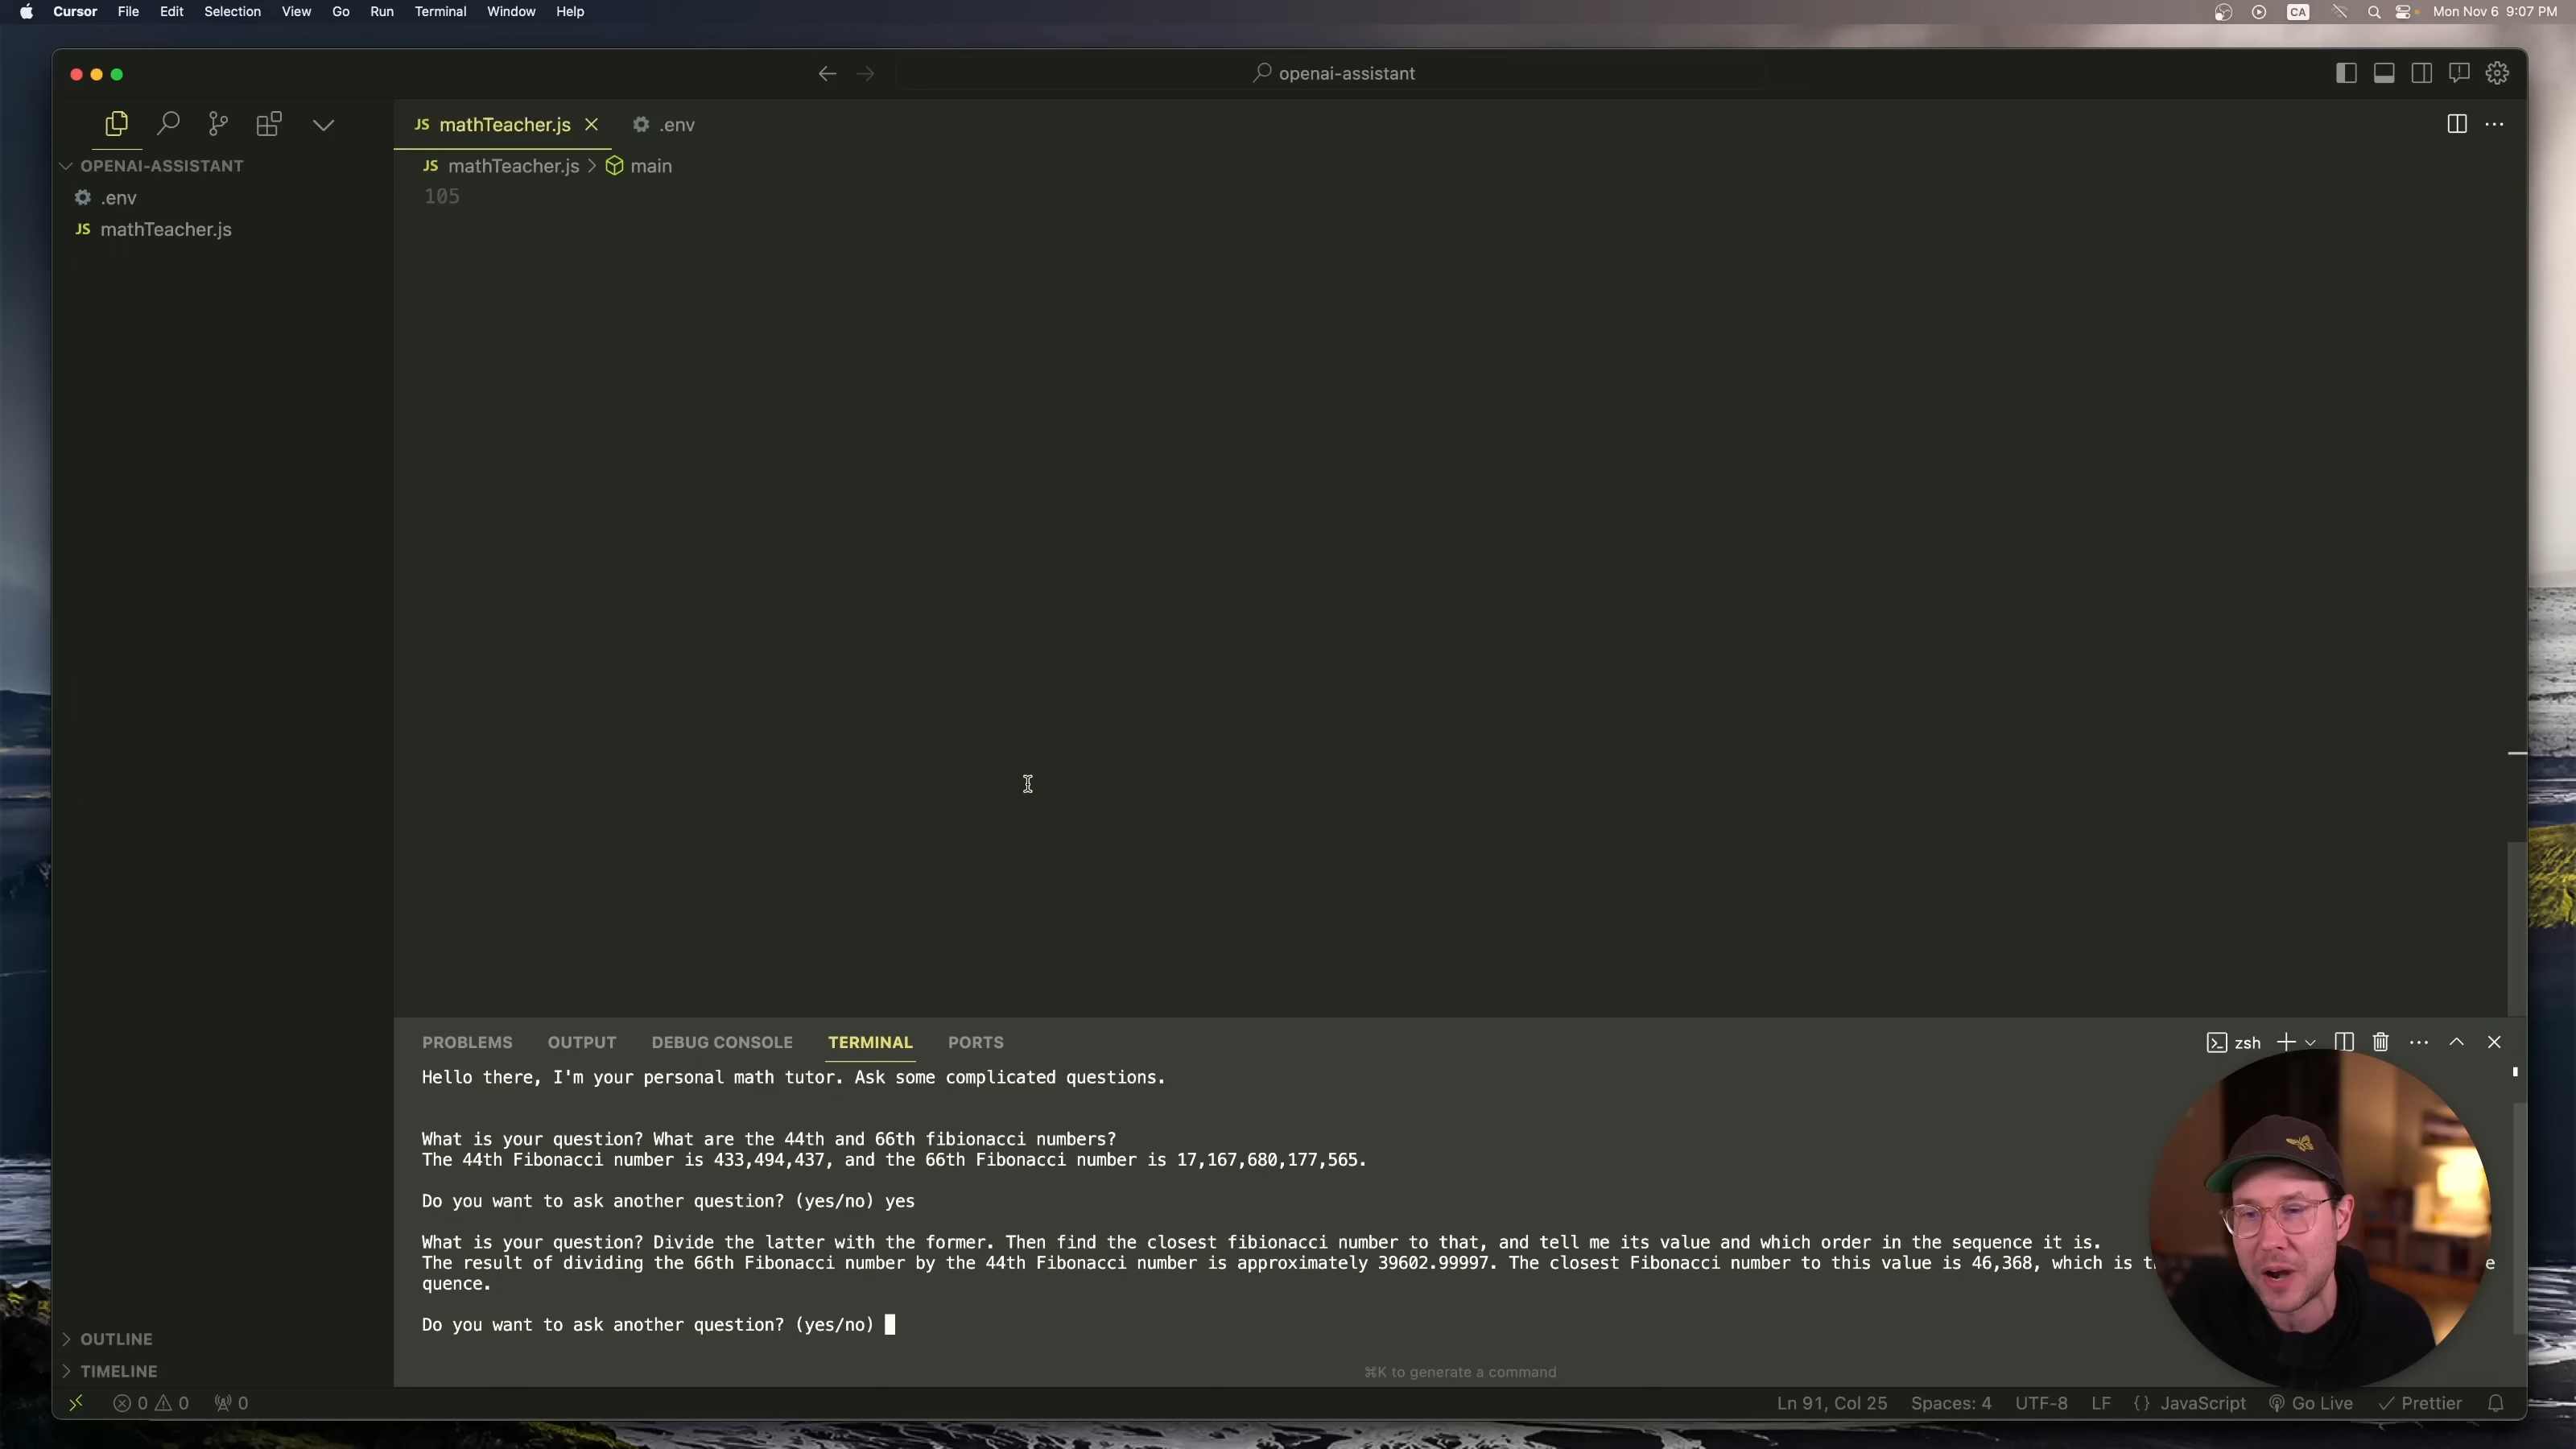 Cursor File Edit Selection View Go Run Terminal Window Help
CA Mon Nov 6 9:07 PM
openai-assistant
JS mathTeacher.js .env
OPENAI-ASSISTANT
JS mathTeacher.js > main
105
.env
JS mathTeacher.js
PROBLEMS OUTPUT DEBUG CONSOLE TERMINAL PORTS
zsh
Hello there, I'm your personal math tutor. Ask some complicated questions.
What is your question? What are the 44th and 66th fibionacci numbers?
The 44th Fibonacci number is 433,494,437, and the 66th Fibonacci number is 17,167,680,177,565.
Do you want to ask another question? (yes/no) yes
What is your question? Divide the latter with the former. Then find the closest fibionacci number to that, and tell me its value and which order in the sequence it is.
The result of dividing the 66th Fibonacci number by the 44th Fibonacci number is approximately 39602.99997. The closest Fibonacci number to this value is 46,368, which is t e
quence.
Do you want to ask another question? (yes/no)
⌘K to generate a command
OUTLINE
TIMELINE
0 0 0
Ln 91, Col 25 Spaces: 4 UTF-8 LF {} JavaScript Go Live Prettier